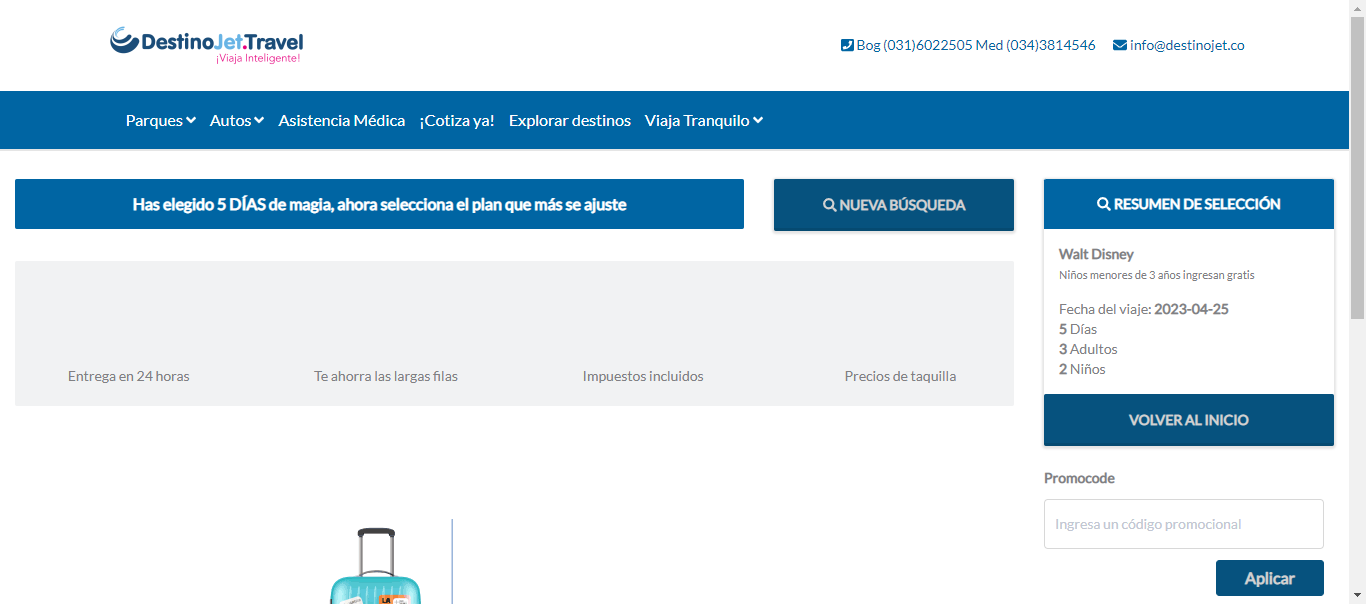 DestinoJet.Travel
¡Viaja Inteligente!
Bog (031)6022505 Med (034)3814546 info@destinojet.co
Parques Autos Asistencia Médica ¡Cotiza ya! Explorar destinos Viaja Tranquilo
Has elegido 5 DÍAS de magia, ahora selecciona el plan que más se ajuste
NUEVA BÚSQUEDA
Entrega en 24 horas Te ahorra las largas filas Impuestos incluidos Precios de taquilla
RESUMEN DE SELECCIÓN
Walt Disney
Niños menores de 3 años ingresan gratis
Fecha del viaje: 2023-04-25
5 Días
3 Adultos
2 Niños
VOLVER AL INICIO
Promocode
Ingresa un código promocional
Aplicar
LA